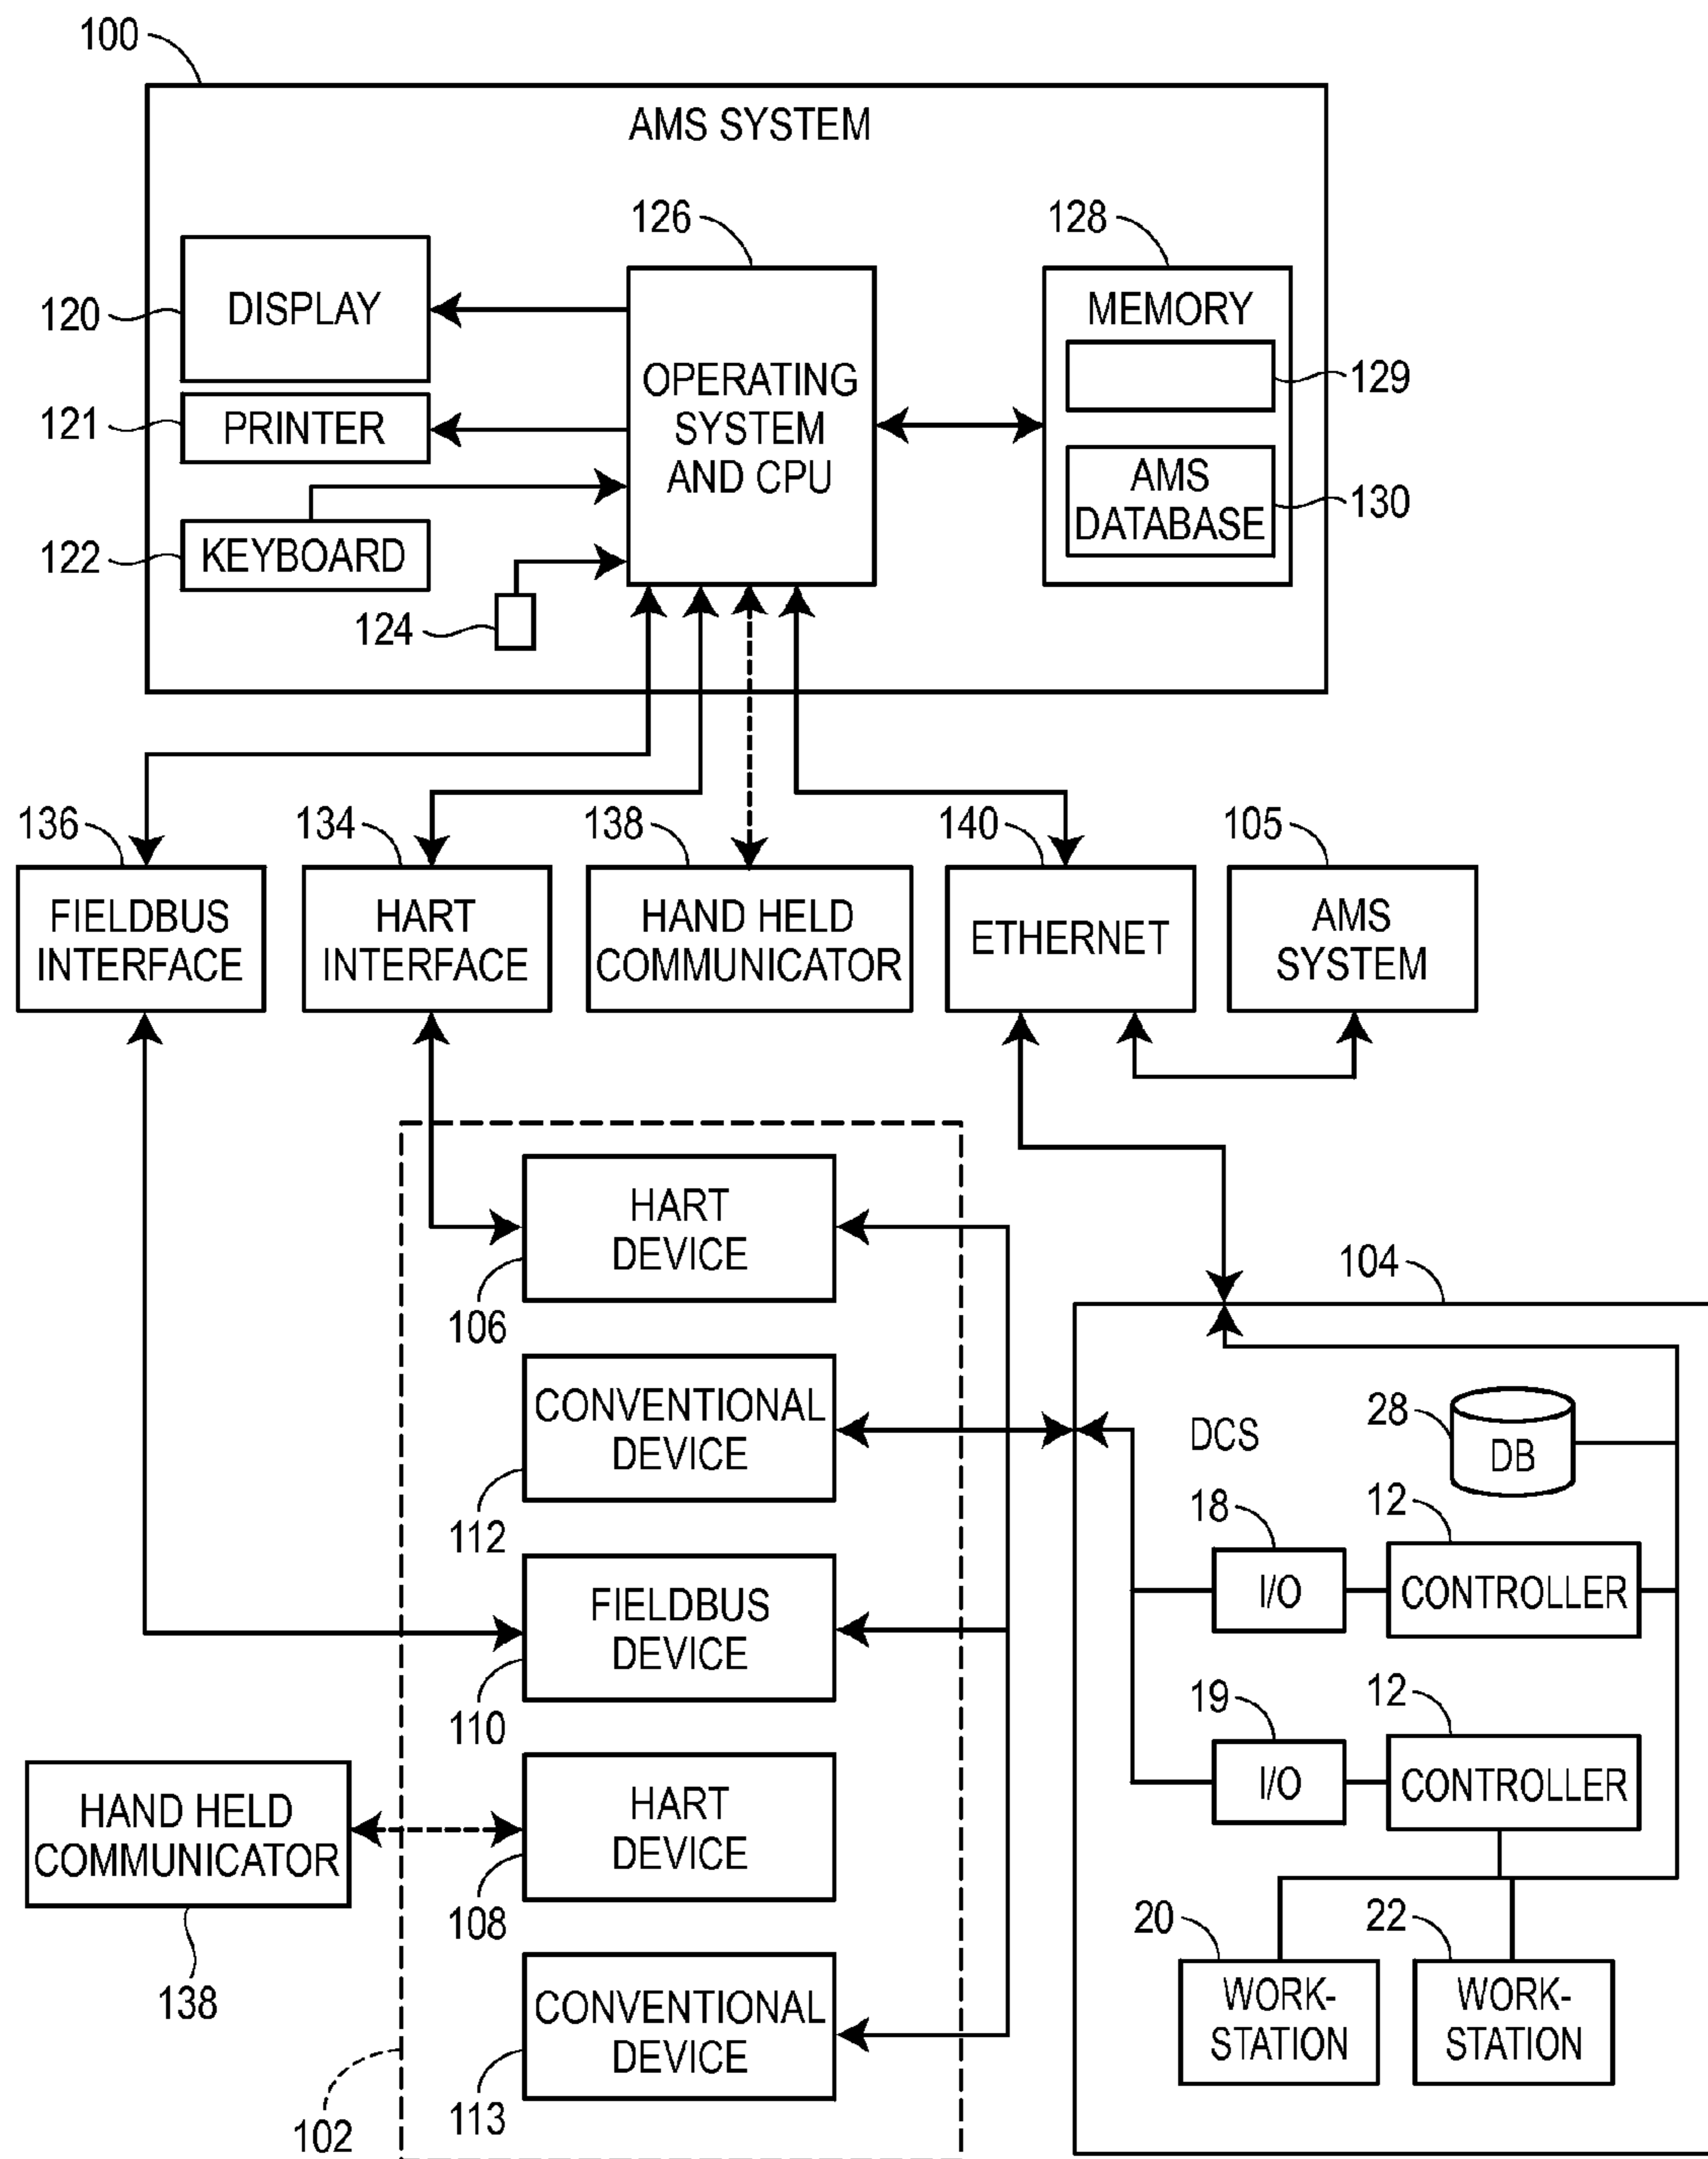 100
AMS SYSTEM
126
128
120
DISPLAY
MEMORY
129
121
PRINTER
OPERATING
SYSTEM
AND CPU
AMS
DATABASE
130
122
KEYBOARD
124
136
134
138
140
105
FIELDBUS
INTERFACE
HART
INTERFACE
HAND HELD
COMMUNICATOR
ETHERNET
AMS
SYSTEM
HART
DEVICE
106
104
CONVENTIONAL
DEVICE
112
DCS
28
DB
18
12
I/O
CONTROLLER
FIELDBUS
DEVICE
110
19
12
I/O
CONTROLLER
HAND HELD
COMMUNICATOR
138
HART
DEVICE
108
20
22
WORK-
STATION
WORK-
STATION
CONVENTIONAL
DEVICE
113
102